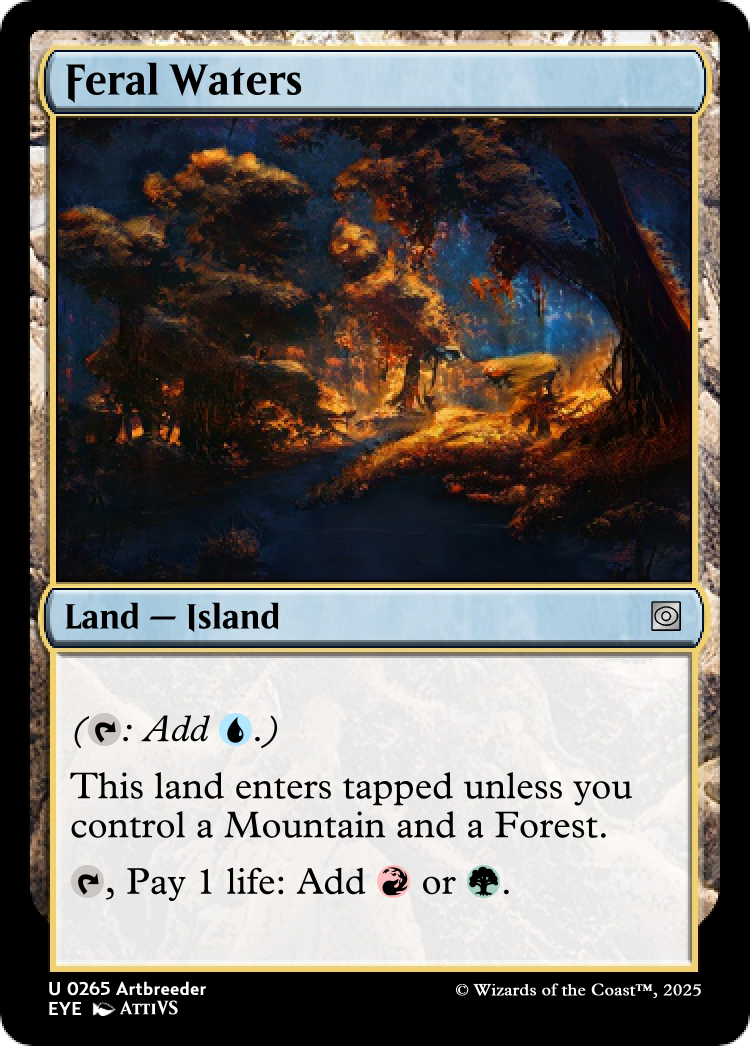 Feral Waters
Land — Island
(: Add .)
This land enters tapped unless you
control a Mountain and a Forest.
, Pay 1 life: Add or .
U 0265 Artbreeder
EYE AttiVS
© Wizards of the Coast™, 2025